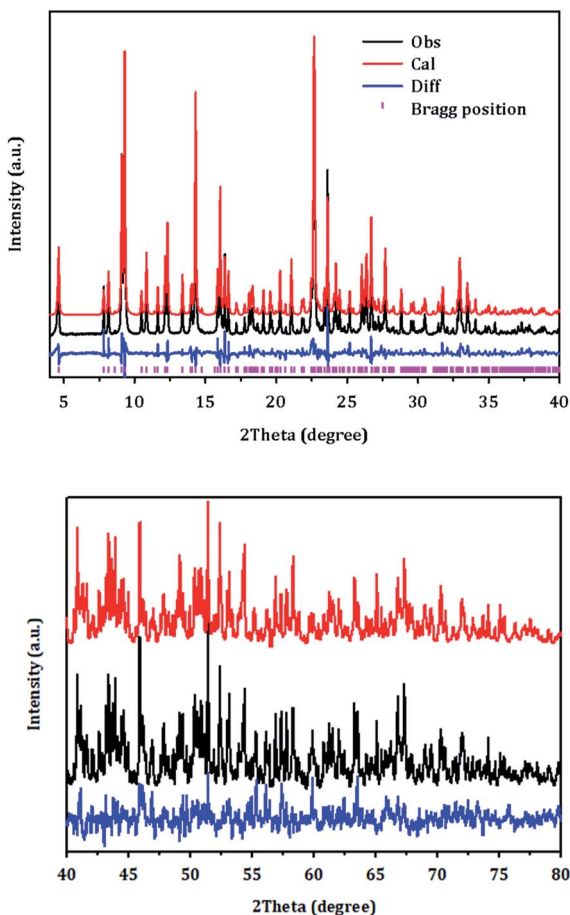 Intensity (a.u.)
Obs
Cal
Diff
Bragg position
5 10 15 20 25 30 35 40
2Theta (degree)
Intensity (a.u.)
40 45 50 55 60 65 70 75 80
2Theta (degree)